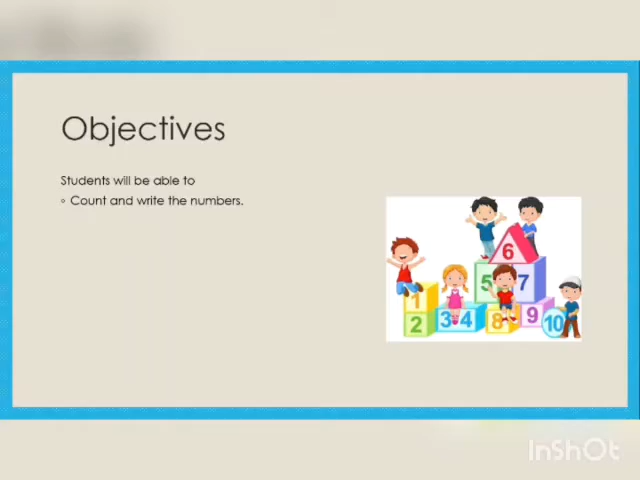 Objectives
Students will be able to
◦ Count and write the numbers.
6
5 7
1
2 3 4 8 9 10
InShOt